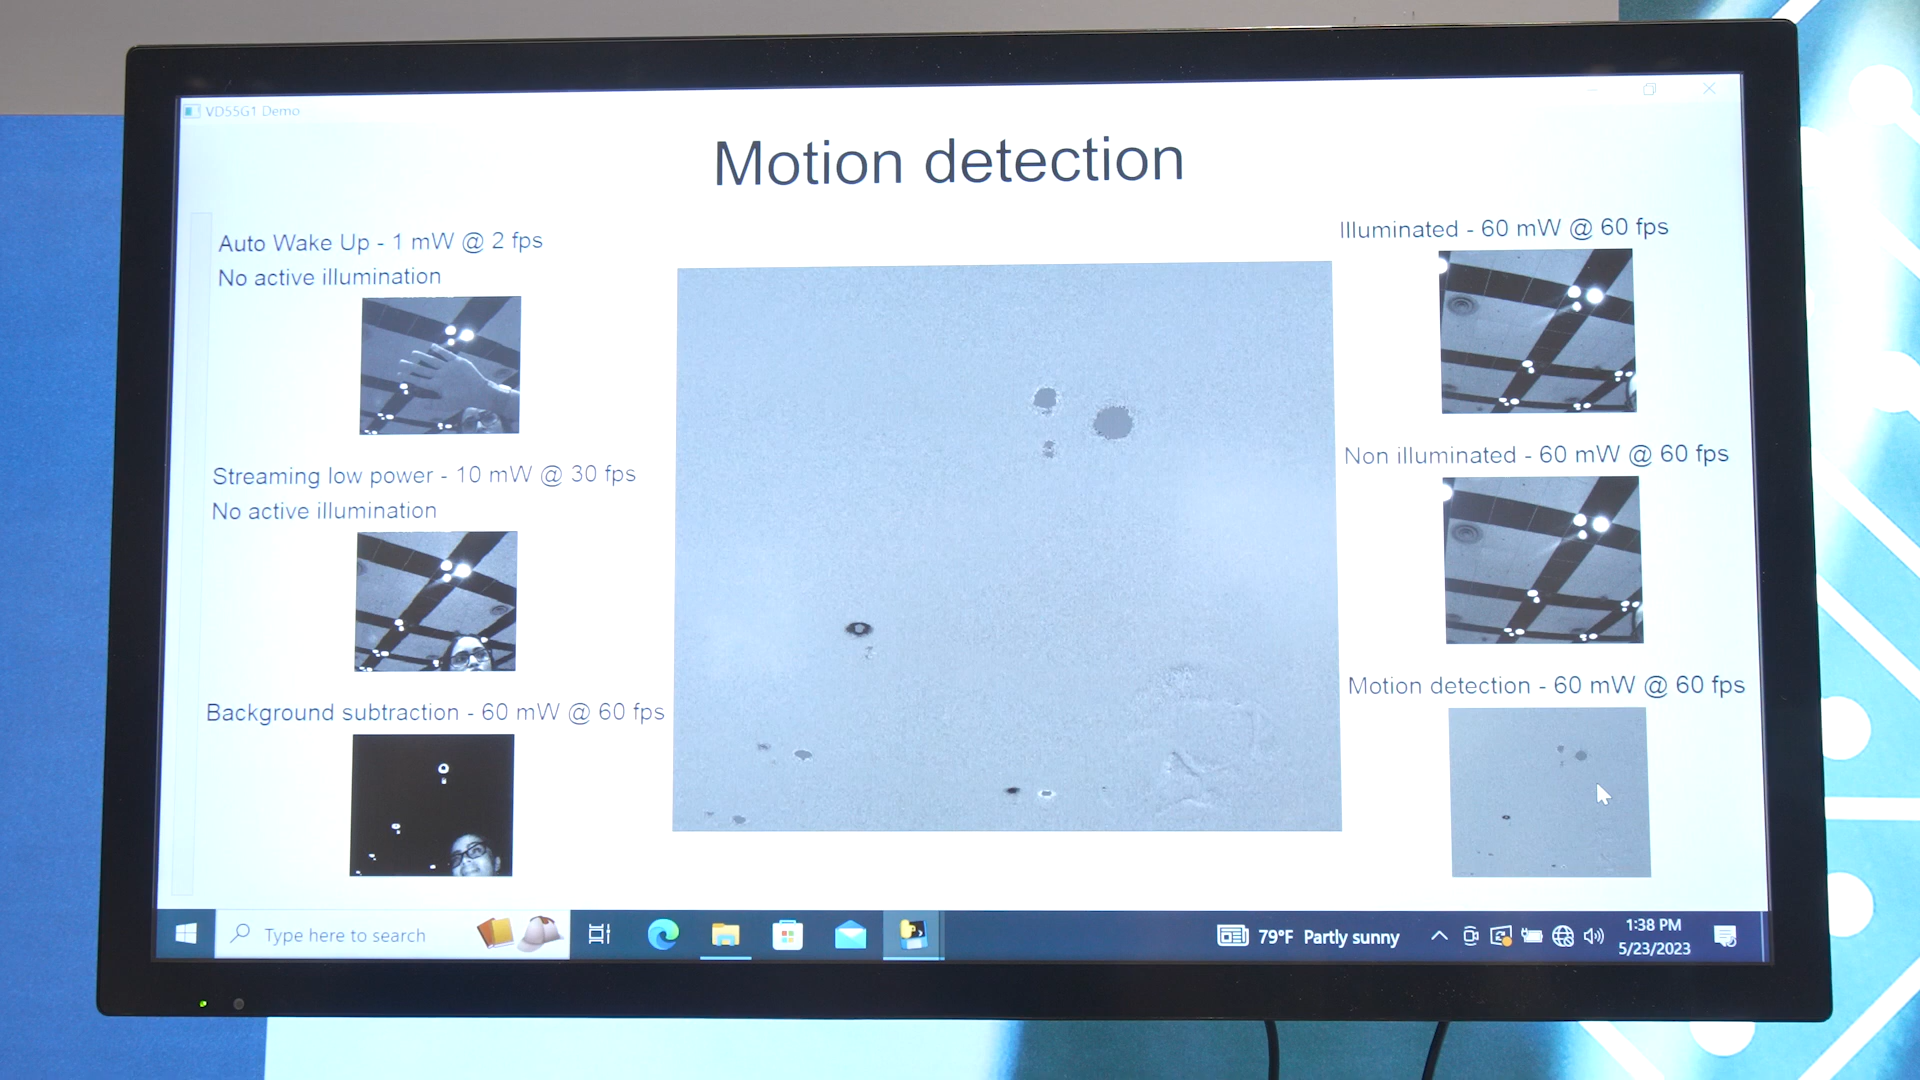 VD55G1 Demo
Motion detection
Auto Wake Up - 1 mW @ 2 fps
No active illumination
Streaming low power - 10 mW @ 30 fps
No active illumination
Background subtraction - 60 mW @ 60 fps
Illuminated - 60 mW @ 60 fps
Non illuminated - 60 mW @ 60 fps
Motion detection - 60 mW @ 60 fps
Type here to search
79°F Partly sunny
1:38 PM
5/23/2023